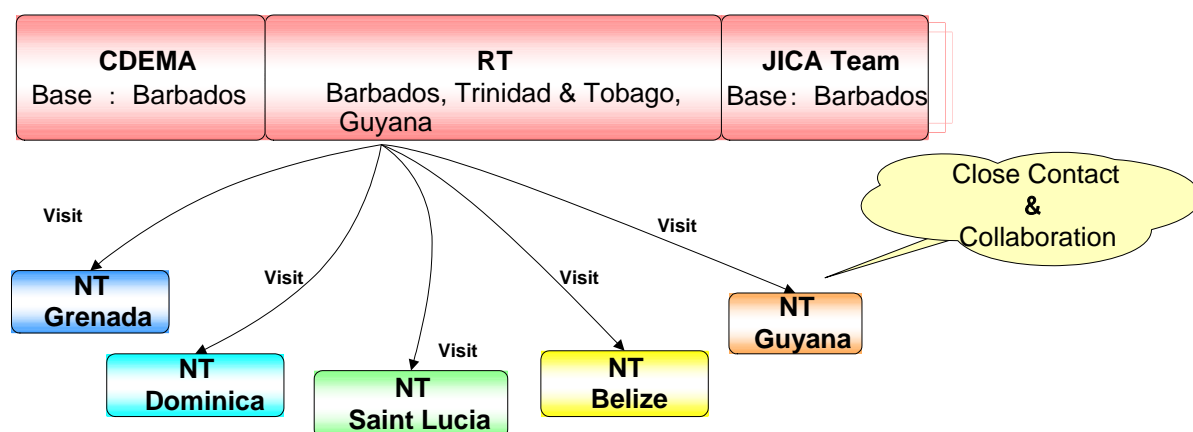 CDEMA
Base : Barbados
RT
Barbados, Trinidad & Tobago,
Guyana
JICA Team
Base: Barbados
Close Contact
&
Collaboration
Visit
Visit
Visit
Visit
Visit
NT
Grenada
NT
Dominica
NT
Saint Lucia
NT
Belize
NT
Guyana